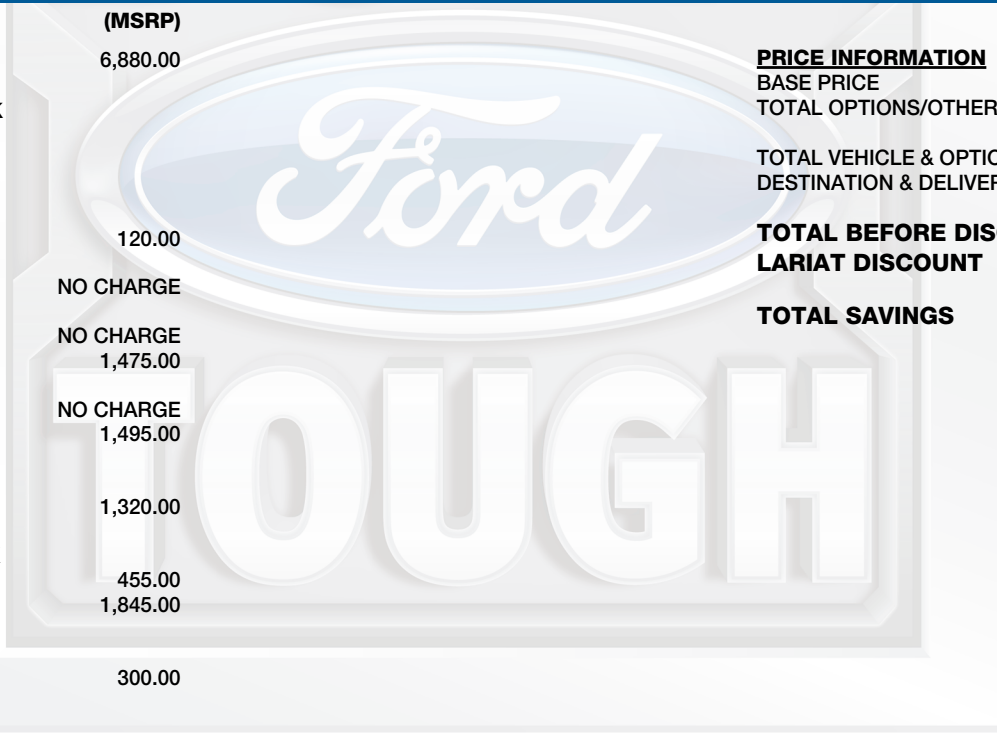 (MSRP)
6,880.00
120.00
NO CHARGE
NO CHARGE
1,475.00
NO CHARGE
1,495.00
1,320.00
455.00
1,845.00
300.00
PRICE INFORMATION
BASE PRICE
TOTAL OPTIONS/OTHER
TOTAL VEHICLE & OPTIO
DESTINATION & DELIVER
TOTAL BEFORE DISC
LARIAT DISCOUNT
TOTAL SAVINGS
Ford
TOUGH